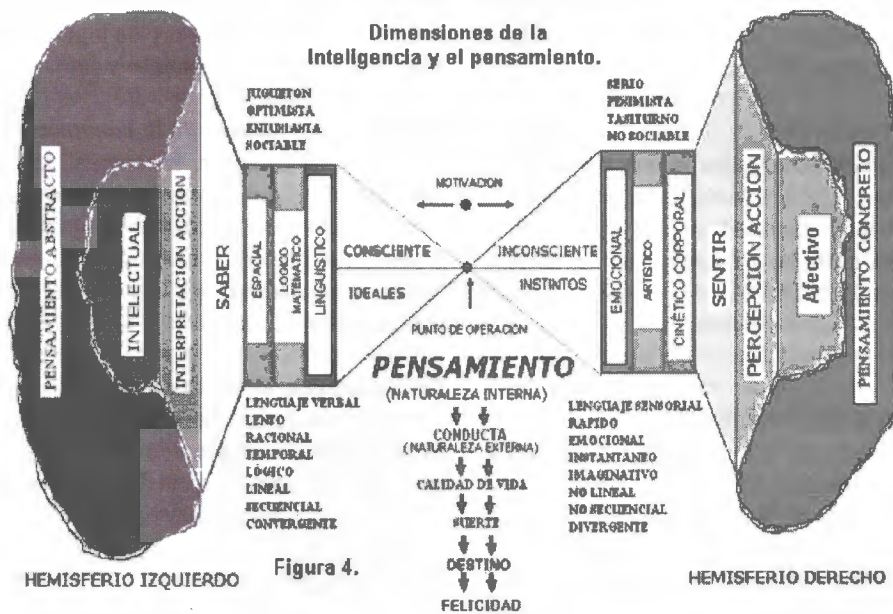 Dimensiones de la
Inteligencia y el pensamiento.
JUGUETON
OPTIMISTA
ENTUSIASTA
SOCIABLE
SERIO
PESIMISTA
TASITURNO
NO SOCIABLE
PENSAMIENTO ABSTRACTO
INTELECTUAL
INTERPRETACION ACCION
SABER
ESPACIAL
LOGICO
MATEMÁTICO
LINGUISTICO
MOTIVACION
CONSCIENTE
INCONSCIENTE
IDEALES
INSTINTOS
PUNTO DE OPERACION
EMOCIONAL
ARTISTICO
CINÉTICO CORPORAL
SENTIR
PERCEPCION ACCION
Afectivo
PENSAMIENTO CONCRETO
PENSAMIENTO
(NATURALEZA INTERNA)
CONDUCTA
(NATURALEZA EXTERNA)
CALIDAD DE VIDA
SUERTE
DESTINO
FELICIDAD
LENGUAJE VERBAL
LENTO
RACIONAL
TEMPORAL
LÓGICO
LINEAL
SECUENCIAL
CONVERGENTE
LENGUAJE SENSORIAL
RAPIDO
EMOCIONAL
INSTANTANEO
IMAGINATIVO
NO LINEAL
NO SECUENCIAL
DIVERGENTE
HEMISFERIO IZQUIERDO
Figura 4.
HEMISFERIO DERECHO